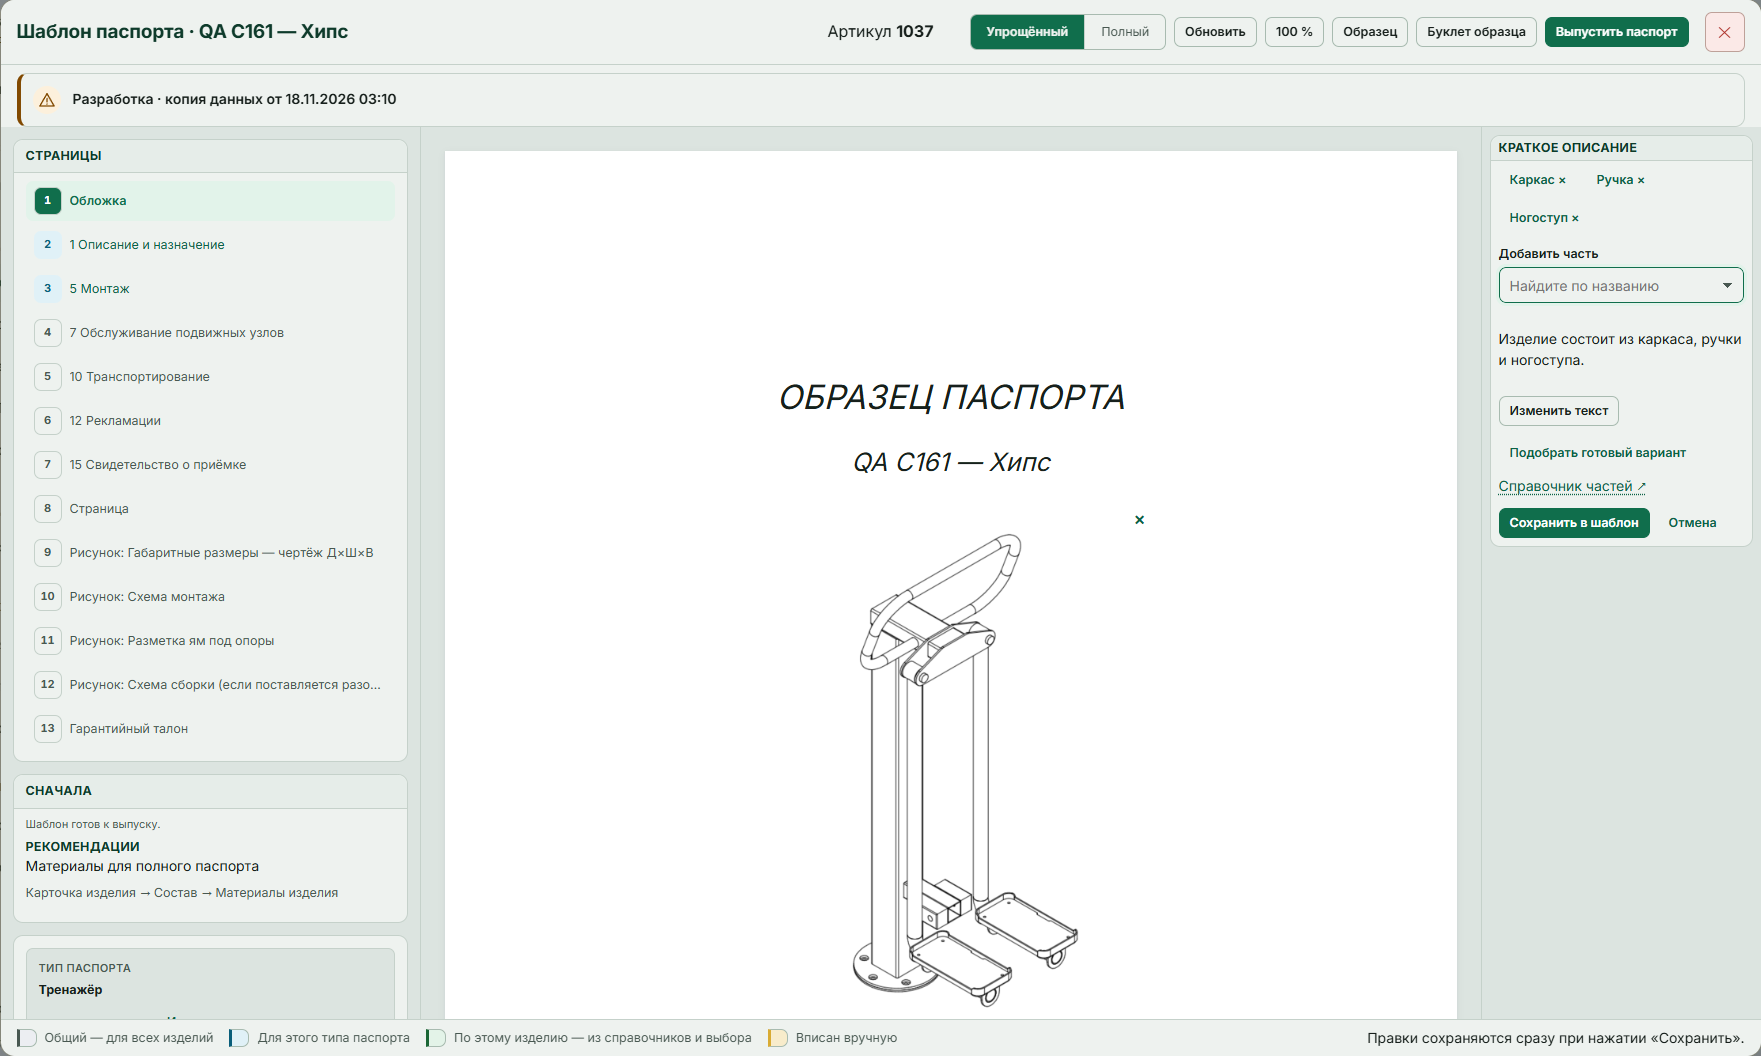 Шаблон паспорта · QA C161 — Хипс
Артикул 1037
Упрощённый
Полный
Обновить
100 %
Образец
Буклет образца
Выпустить паспорт
Разработка · копия данных от 18.11.2026 03:10
СТРАНИЦЫ
1 Обложка
2 1 Описание и назначение
3 5 Монтаж
4 7 Обслуживание подвижных узлов
5 10 Транспортирование
6 12 Рекламации
7 15 Свидетельство о приёмке
8 Страница
9 Рисунок: Габаритные размеры — чертёж Д×Ш×В
10 Рисунок: Схема монтажа
11 Рисунок: Разметка ям под опоры
12 Рисунок: Схема сборки (если поставляется разо...
13 Гарантийный талон
СНАЧАЛА
Шаблон готов к выпуску.
РЕКОМЕНДАЦИИ
Материалы для полного паспорта
Карточка изделия → Состав → Материалы изделия
ТИП ПАСПОРТА
Тренажёр
ОБРАЗЕЦ ПАСПОРТА
QA C161 — Хипс
×
КРАТКОЕ ОПИСАНИЕ
Каркас ×
Ручка ×
Ногоступ ×
Добавить часть
Найдите по названию
Изделие состоит из каркаса, ручки
и ногоступа.
Изменить текст
Подобрать готовый вариант
Справочник частей ↗
Сохранить в шаблон
Отмена
Общий — для всех изделий
Для этого типа паспорта
По этому изделию — из справочников и выбора
Вписан вручную
Правки сохраняются сразу при нажатии «Сохранить».